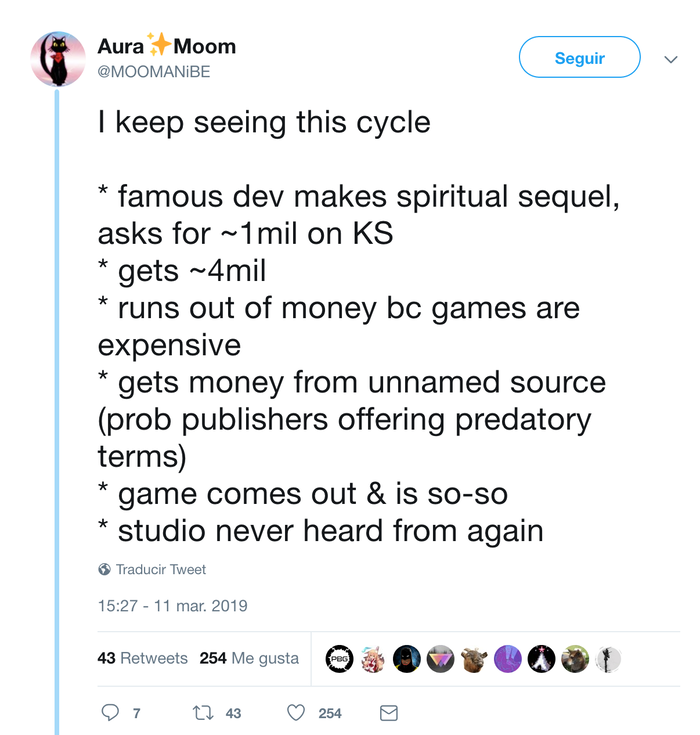 Aura✨Moom
@MOOMANiBE
Seguir
I keep seeing this cycle
* famous dev makes spiritual sequel,
asks for ~1mil on KS
* gets ~4mil
* runs out of money bc games are
expensive
* gets money from unnamed source
(prob publishers offering predatory
terms)
* game comes out & is so-so
* studio never heard from again
Traducir Tweet
15:27 - 11 mar. 2019
43 Retweets 254 Me gusta
PBG
7 43 254